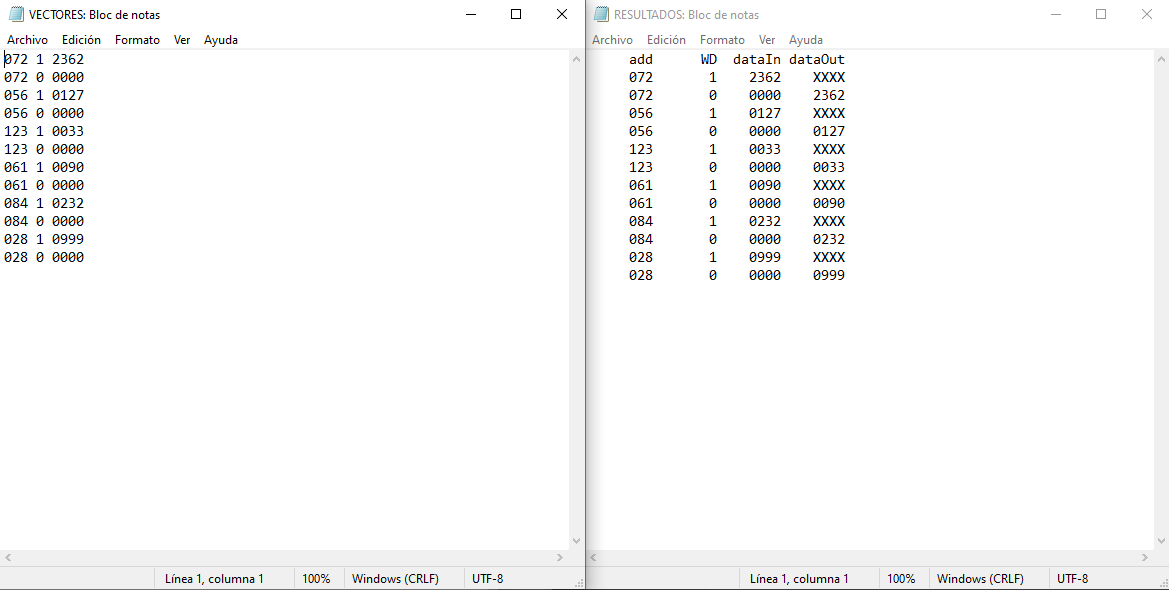 VECTORES: Bloc de notas
Archivo Edición Formato Ver Ayuda
072 1 2362
072 0 0000
056 1 0127
056 0 0000
123 1 0033
123 0 0000
061 1 0090
061 0 0000
084 1 0232
084 0 0000
028 1 0999
028 0 0000
Línea 1, columna 1 100% Windows (CRLF) UTF-8
RESULTADOS: Bloc de notas
Archivo Edición Formato Ver Ayuda
add WD dataIn dataOut
072 1 2362 XXXX
072 0 0000 2362
056 1 0127 XXXX
056 0 0000 0127
123 1 0033 XXXX
123 0 0000 0033
061 1 0090 XXXX
061 0 0000 0090
084 1 0232 XXXX
084 0 0000 0232
028 1 0999 XXXX
028 0 0000 0999
Línea 1, columna 1 100% Windows (CRLF) UTF-8